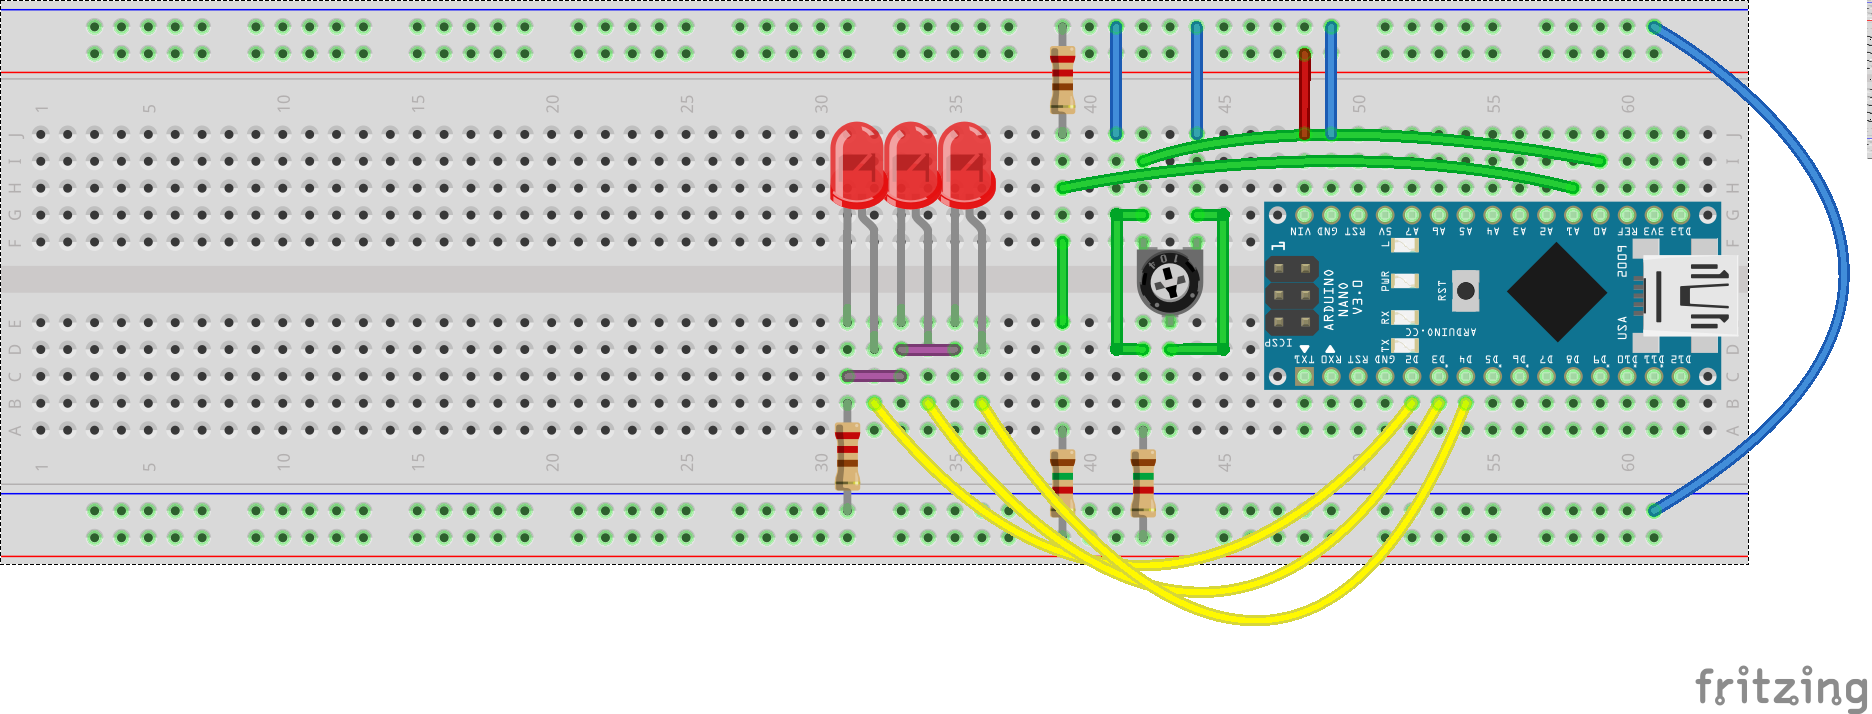 1 5 10 15 20 25 30 35 40 45 50 55 60
J J
I I
H H
G G
F F
VIN GND RST 5V A7 A6 A5 A4 A3 A2 A1 A0 REF 3V3 D13
L
PWR
RX
TX
1
ICSP
ARDUINO
NANO
V3.0
RST
ARDUINO.CC
2009
USA
104
TX1 RX0 RST GND D2 D3 D4 D5 D6 D7 D8 D9 D10 D11 D12
E E
D D
C C
B B
A A
1 5 10 15 20 25 30 35 40 45 50 55 60
fritzing